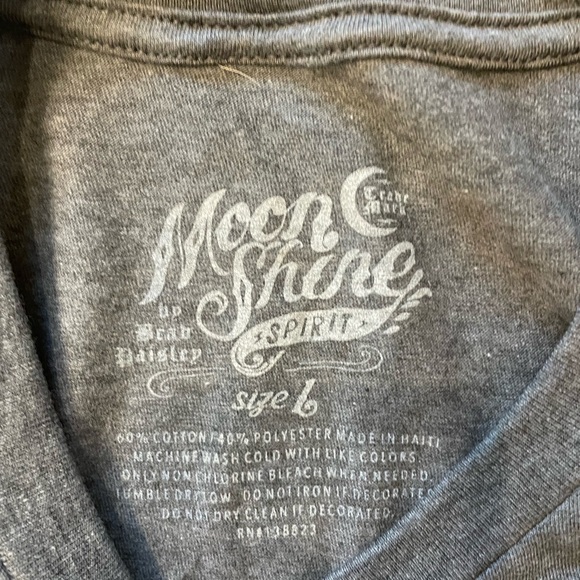 Moon
Trade
Mark
Shine
by
Brad
Paisley
SPIRIT
size L
60% COTTON/40% POLYESTER MADE IN HAITI
MACHINE WASH COLD WITH LIKE COLORS.
ONLY NON CHLORINE BLEACH WHEN NEEDED.
TUMBLE DRY LOW. DO NOT IRON IF DECORATED
DO NOT DRY CLEAN IF DECORATED.
RN#138823